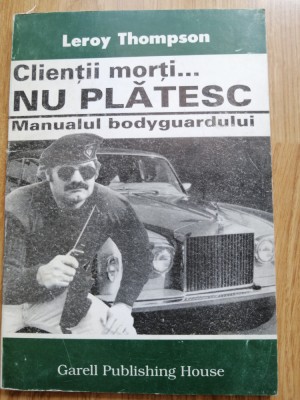 Leroy Thompson
Clienții morți...
NU PLĂTESC
Manualul bodyguardului
Garell Publishing House